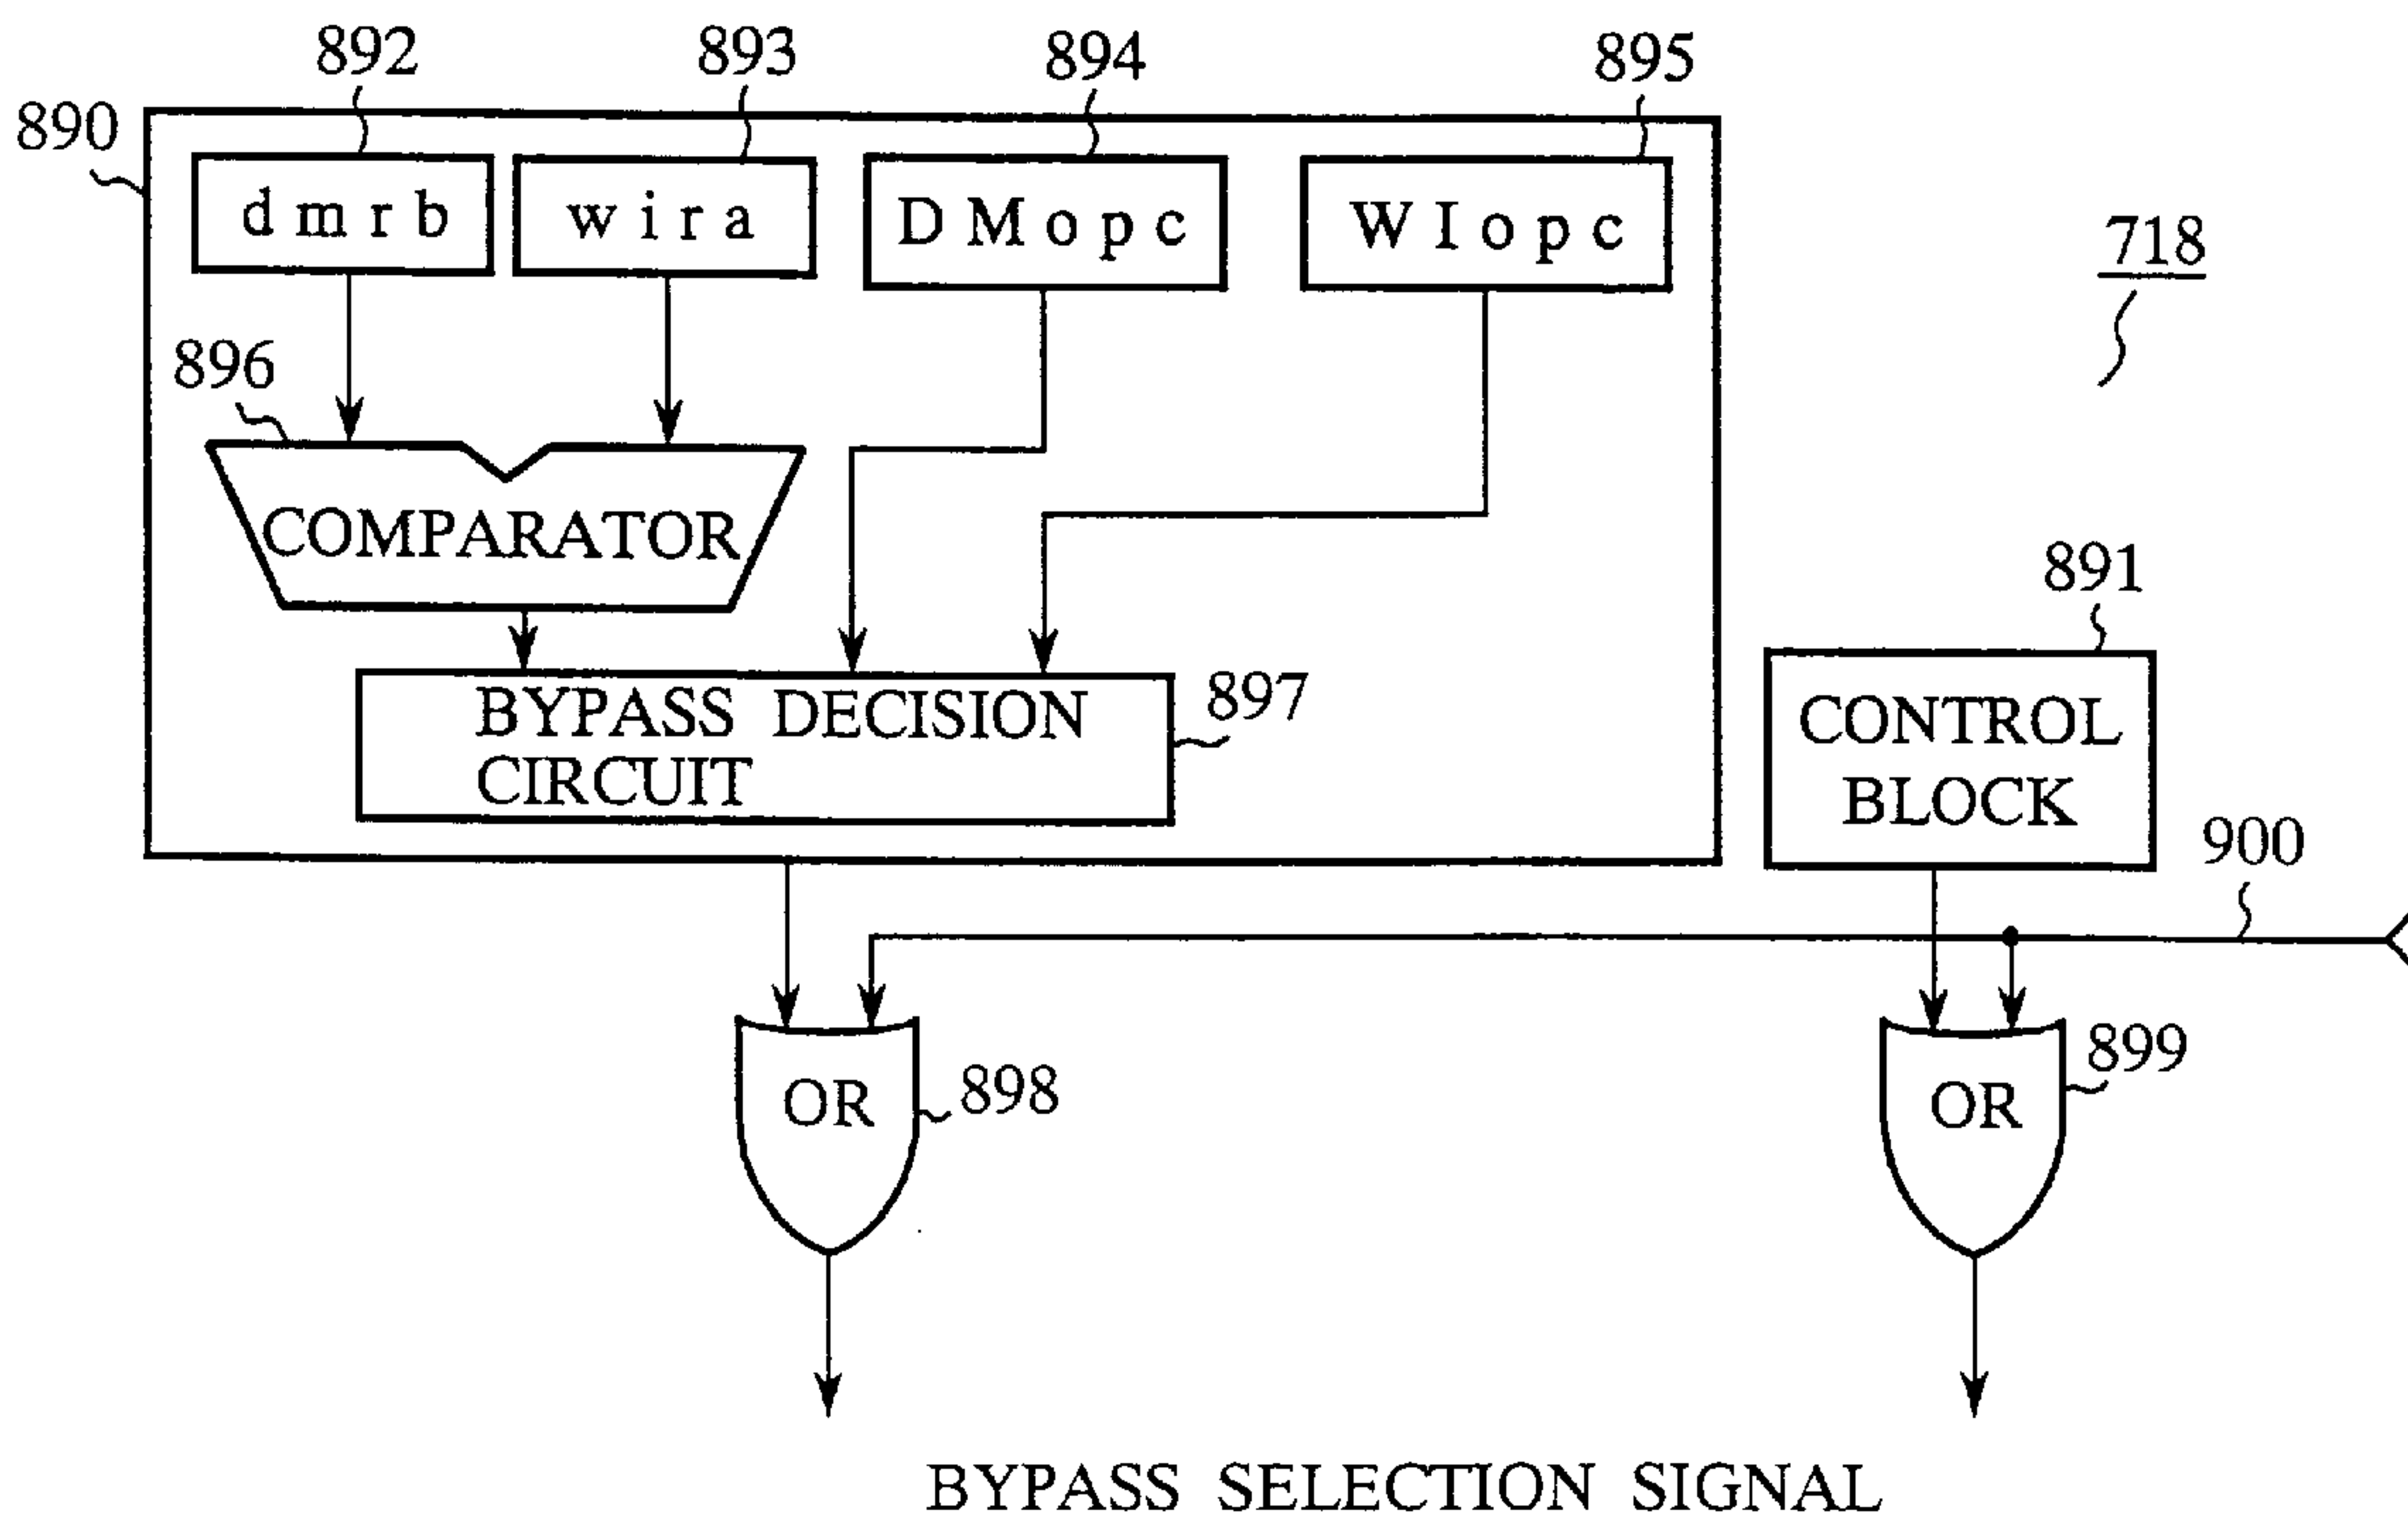 892
893
894
895
890
dmrb
wira
DMopc
WIopc
718
896
COMPARATOR
891
BYPASS DECISION
CIRCUIT
897
CONTROL
BLOCK
900
OR
898
OR
899
BYPASS SELECTION SIGNAL